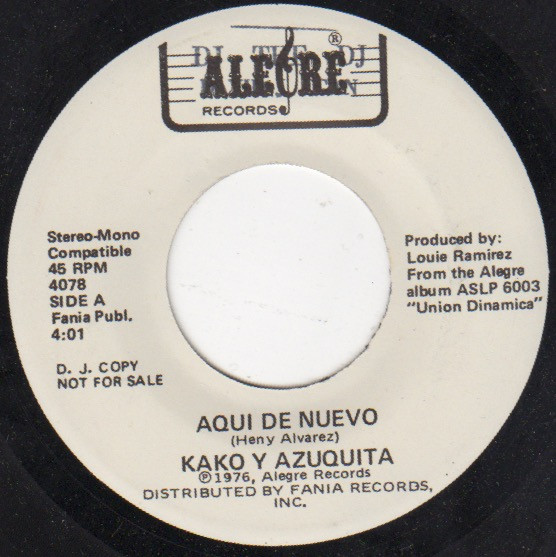 DJ THE DJ
ALEGRE®
RECORDS
Stereo-Mono
Compatible
45 RPM
4078
SIDE A
Fania Publ.
4:01
D. J. COPY
NOT FOR SALE
Produced by:
Louie Ramirez
From the Alegre
album ASLP 6003
"Union Dinamica"
AQUI DE NUEVO
(Heny Alvarez)
KAKO Y AZUQUITA
℗1976, Alegre Records
DISTRIBUTED BY FANIA RECORDS,
INC.